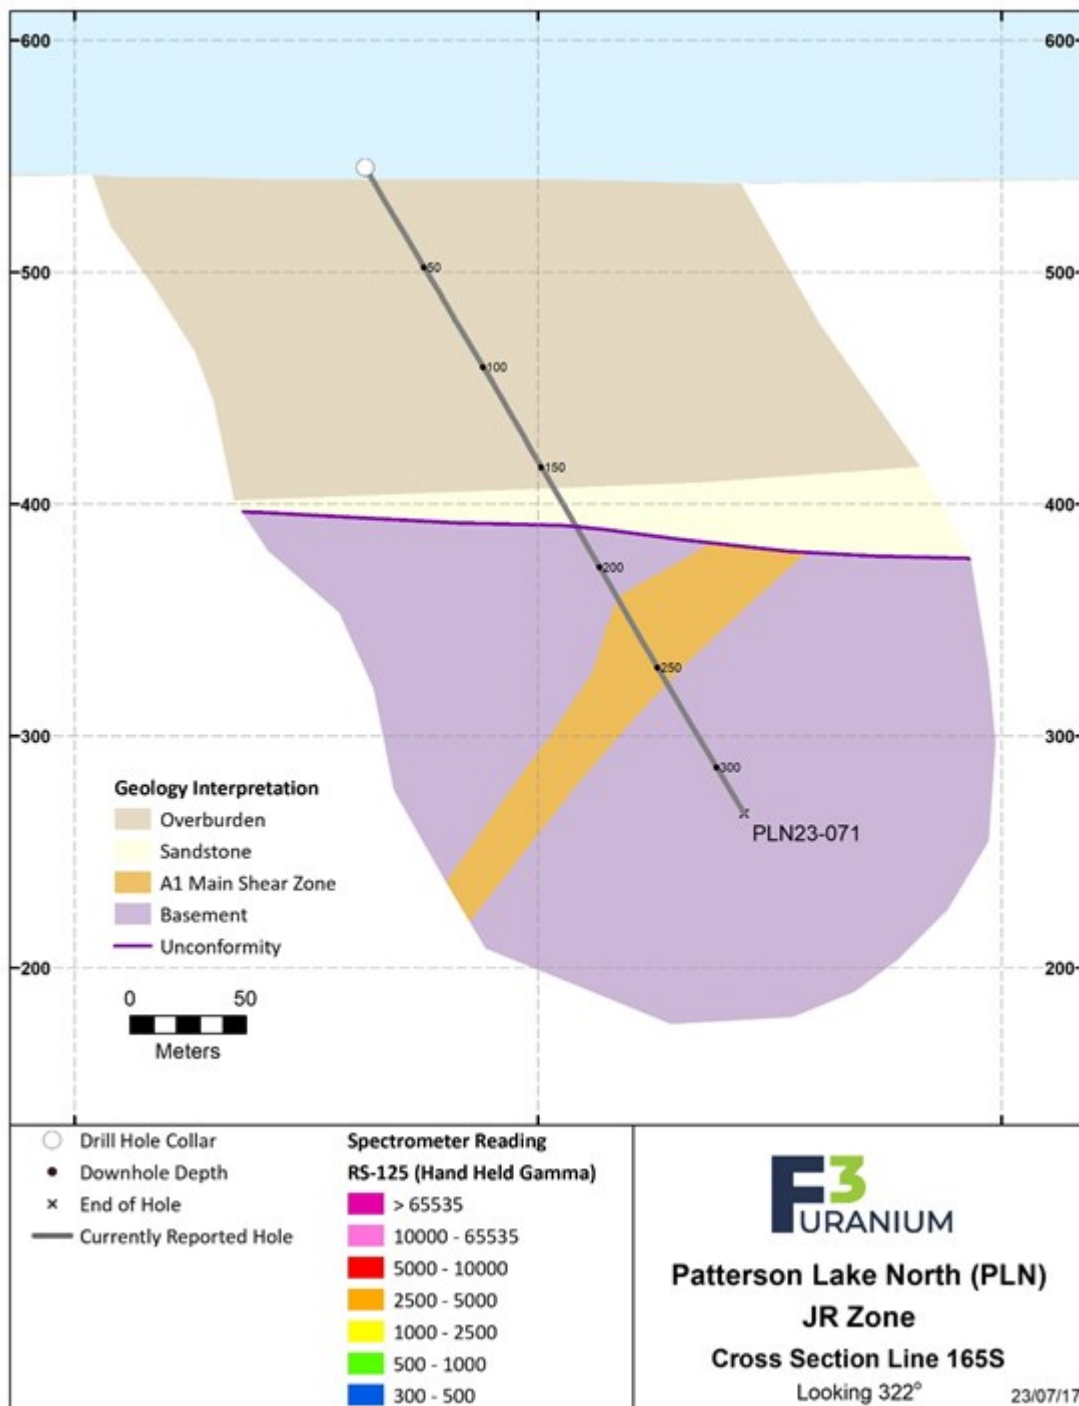 600
600
50
500
500
100
150
400
400
200
250
300
300
300
PLN23-071
Geology Interpretation
Overburden
Sandstone
A1 Main Shear Zone
Basement
Unconformity
200
200
0 50
Meters
Drill Hole Collar
Downhole Depth
End of Hole
Currently Reported Hole
Spectrometer Reading
RS-125 (Hand Held Gamma)
> 65535
10000 - 65535
5000 - 10000
2500 - 5000
1000 - 2500
500 - 1000
300 - 500
F3
URANIUM
Patterson Lake North (PLN)
JR Zone
Cross Section Line 165S
Looking 322°
23/07/17